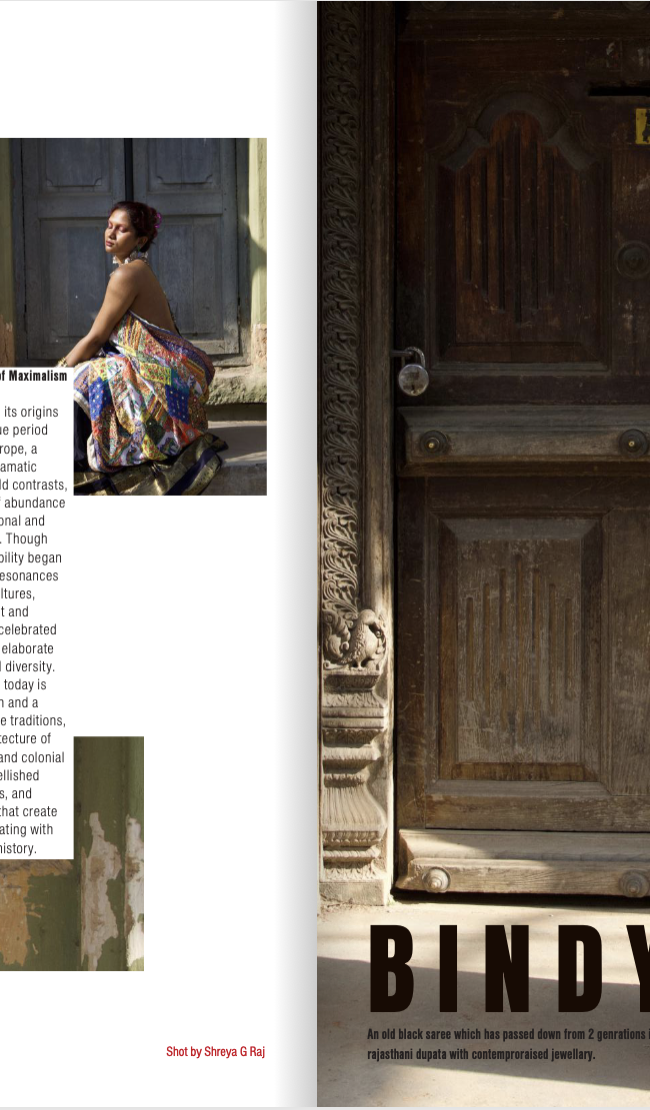 of Maximalism
its origins
ue period
rope, a
amatic
ld contrasts,
f abundance
onal and
. Though
bility began
esonances
ltures,
t and
celebrated
elaborate
l diversity.
today is
n and a
e traditions,
tecture of
and colonial
ellished
s, and
that create
ating with
history.
Shot by Shreya G Raj
BINDY
An old black saree which has passed down from 2 genrations i
rajasthani dupata with contemproraised jewellary.